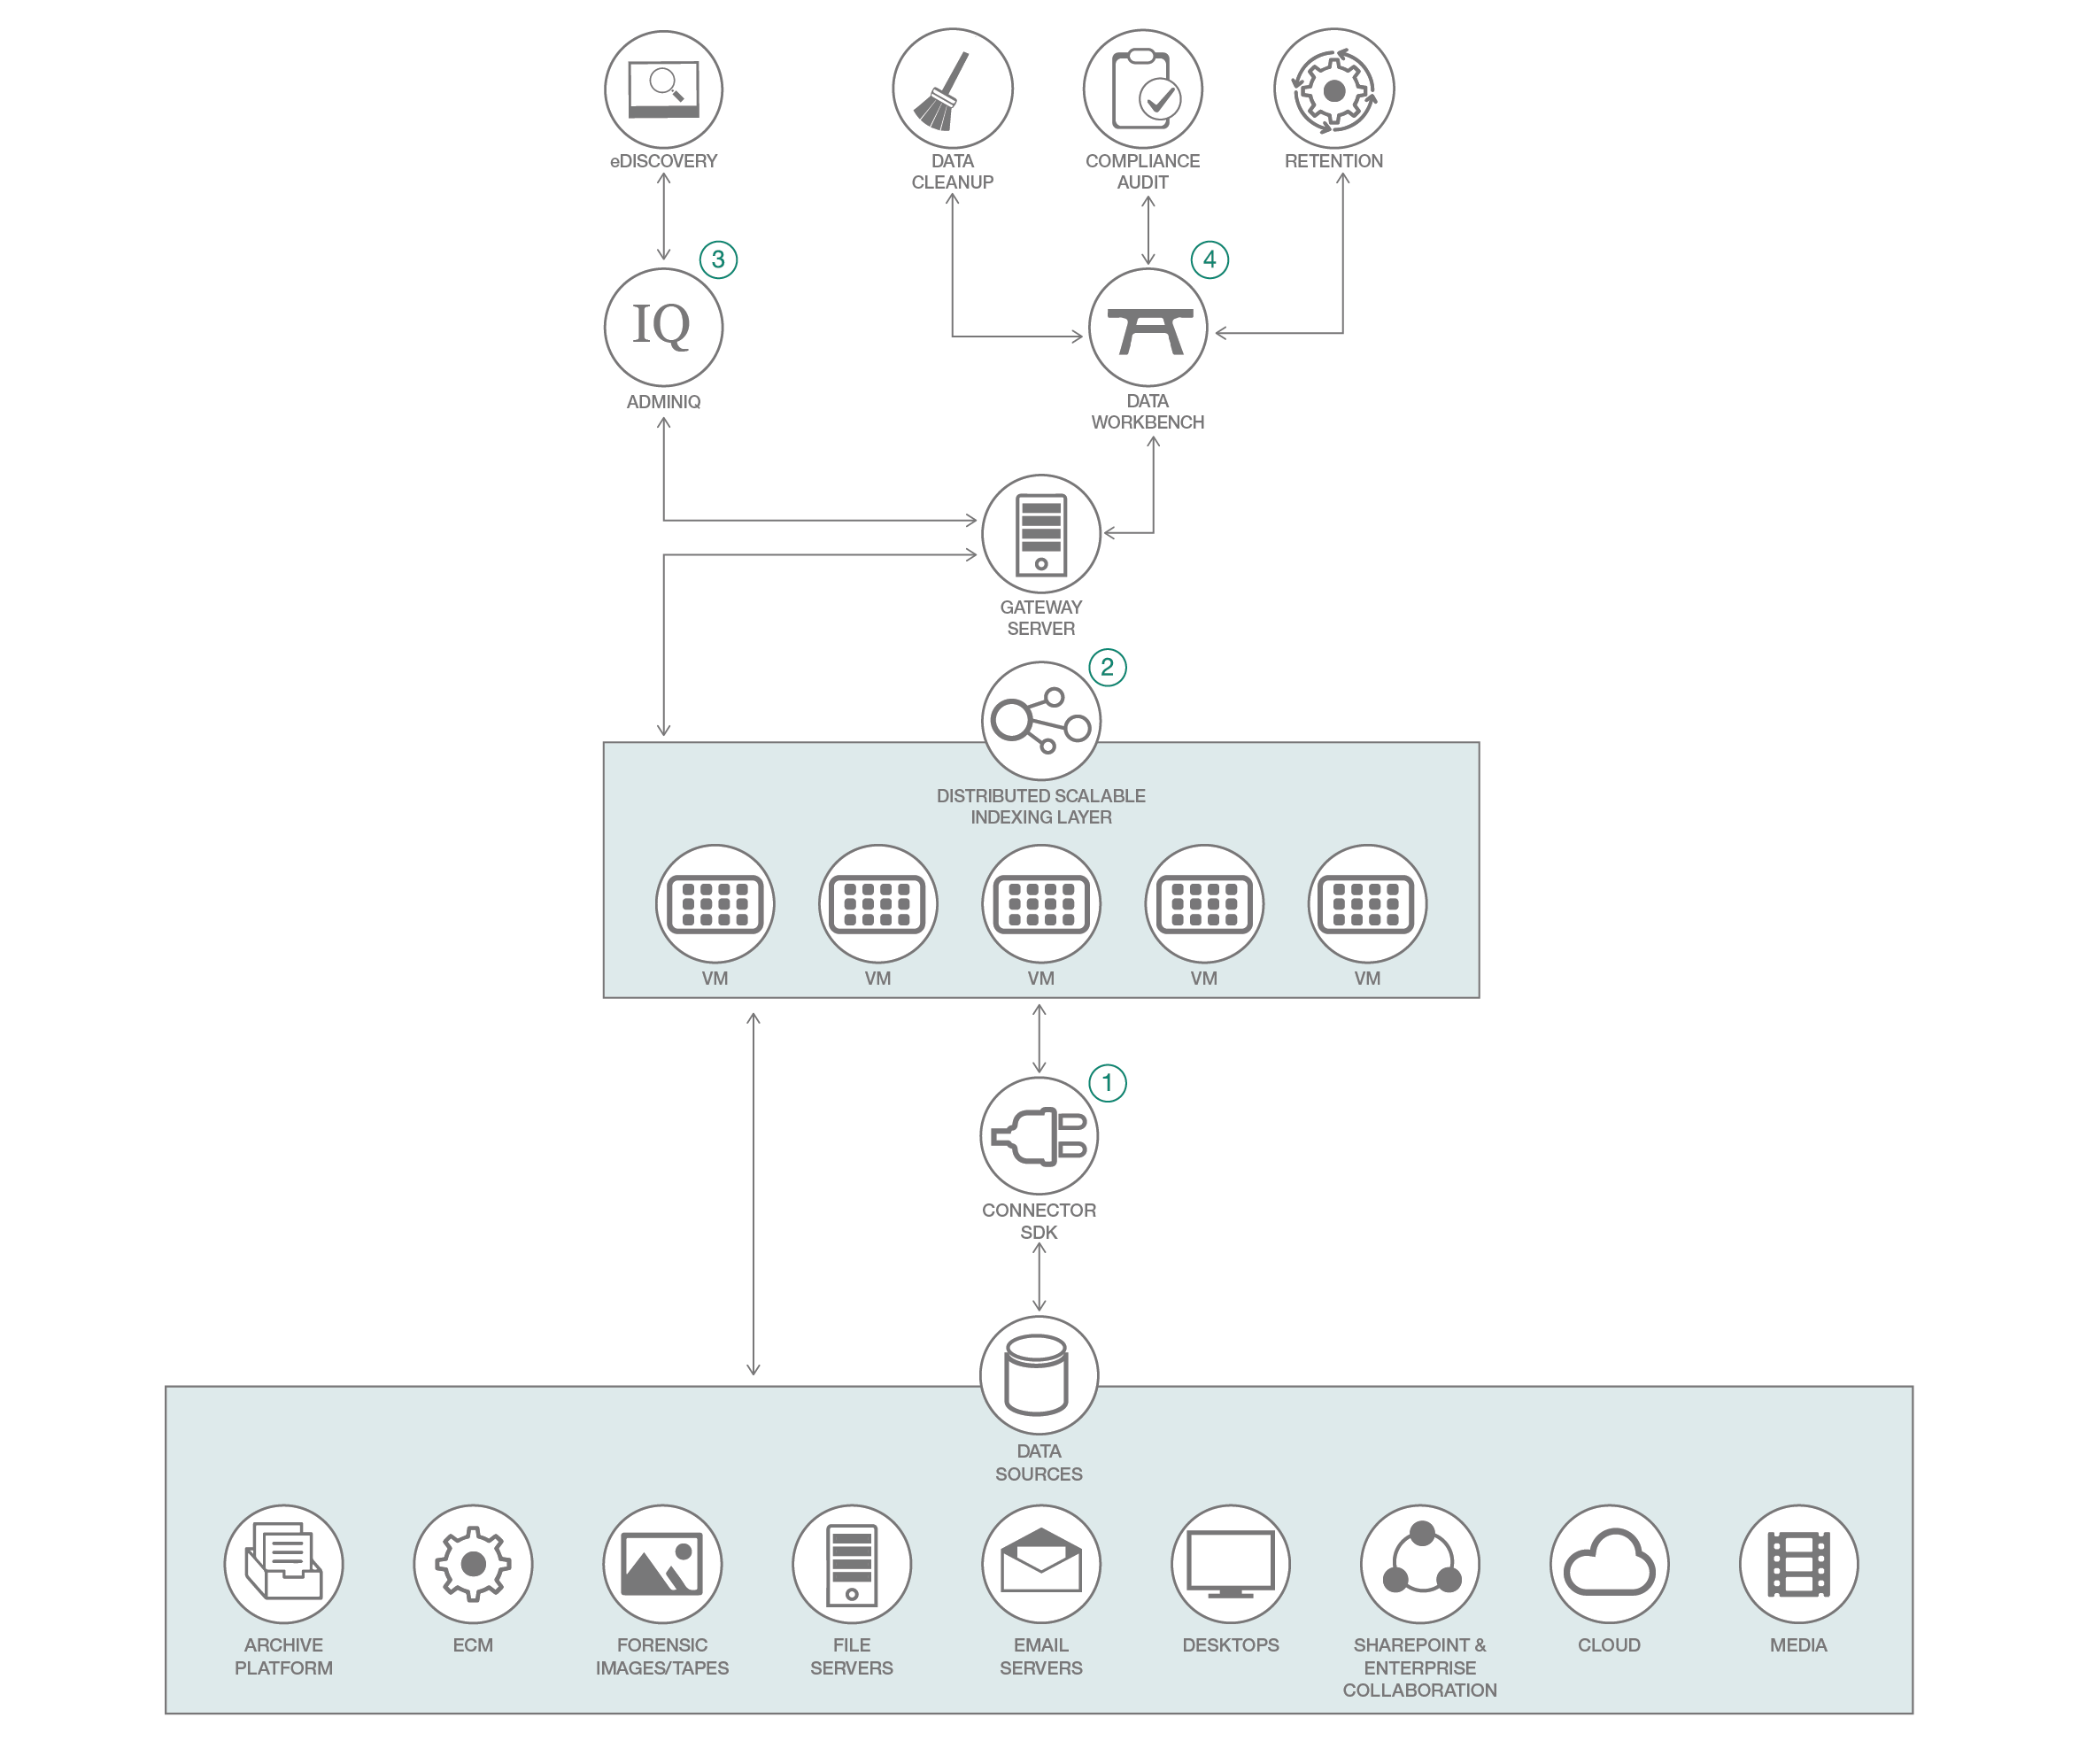 eDISCOVERY
DATA
CLEANUP
COMPLIANCE
AUDIT
RETENTION
3
IQ
ADMINIQ
4
DATA
WORKBENCH
GATEWAY
SERVER
2
DISTRIBUTED SCALABLE
INDEXING LAYER
VM
VM
VM
VM
VM
1
CONNECTOR
SDK
DATA
SOURCES
ARCHIVE
PLATFORM
ECM
FORENSIC
IMAGES/TAPES
FILE
SERVERS
EMAIL
SERVERS
DESKTOPS
SHAREPOINT &
ENTERPRISE
COLLABORATION
CLOUD
MEDIA